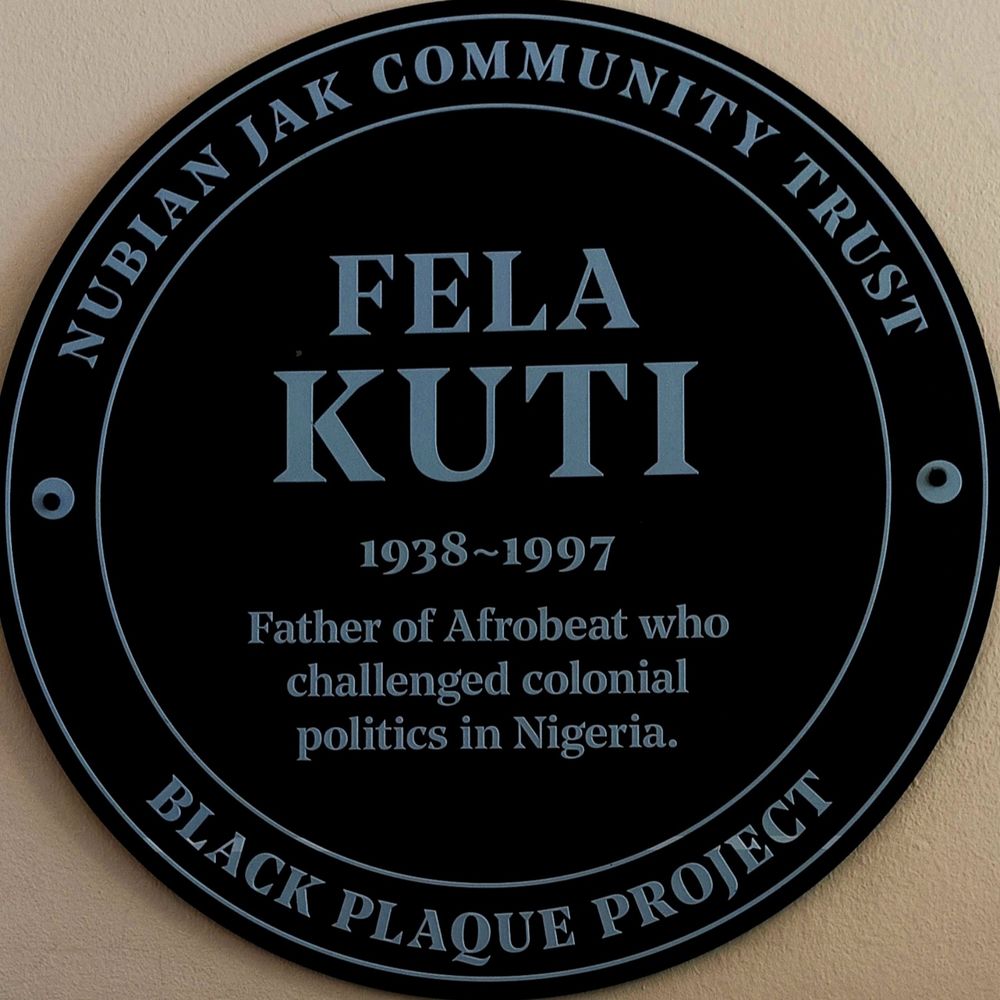 NUBIAN JAK COMMUNITY TRUST
FELA
KUTI
1938~1997
Father of Afrobeat who
challenged colonial
politics in Nigeria.
BLACK PLAQUE PROJECT